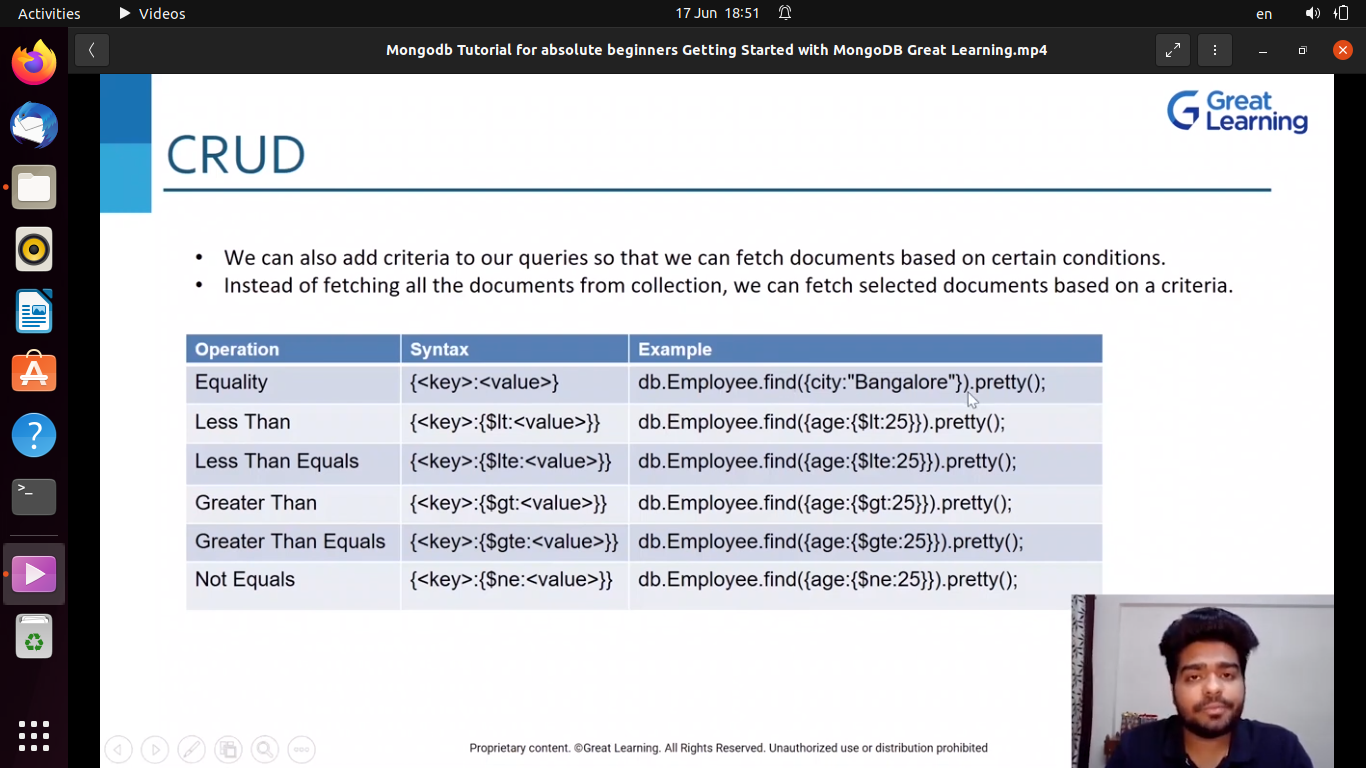 Activities Videos 17 Jun 18:51 en
Mongodb Tutorial for absolute beginners Getting Started with MongoDB Great Learning.mp4
Great
Learning
CRUD
• We can also add criteria to our queries so that we can fetch documents based on certain conditions.
• Instead of fetching all the documents from collection, we can fetch selected documents based on a criteria.
Operation Syntax Example
Equality {<key>:<value>} db.Employee.find({city:"Bangalore"}).pretty();
Less Than {<key>:{$lt:<value>}} db.Employee.find({age:{$lt:25}}).pretty();
Less Than Equals {<key>:{$lte:<value>}} db.Employee.find({age:{$lte:25}}).pretty();
Greater Than {<key>:{$gt:<value>}} db.Employee.find({age:{$gt:25}}).pretty();
Greater Than Equals {<key>:{$gte:<value>}} db.Employee.find({age:{$gte:25}}).pretty();
Not Equals {<key>:{$ne:<value>}} db.Employee.find({age:{$ne:25}}).pretty();
Proprietary content. ©Great Learning. All Rights Reserved. Unauthorized use or distribution prohibited